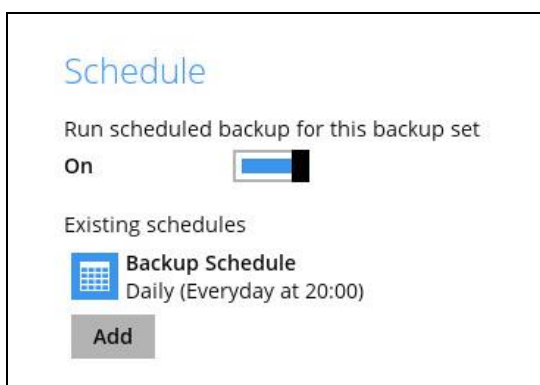 Schedule
Run scheduled backup for this backup set
On
Existing schedules
Backup Schedule
Daily (Everyday at 20:00)
Add